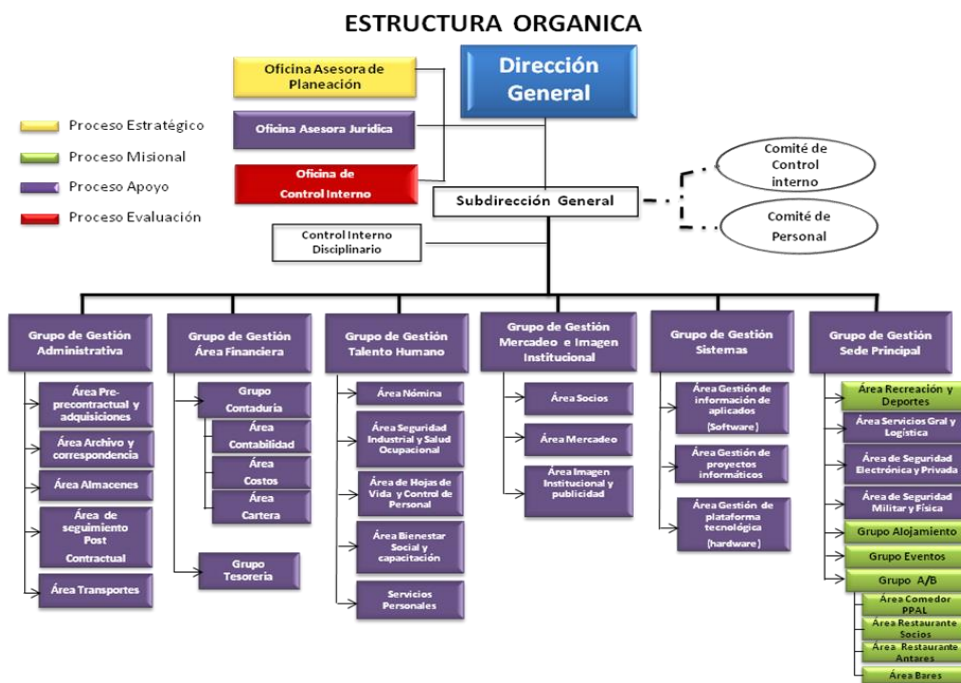 ESTRUCTURA ORGANICA
Oficina Asesora de
Planeación
Dirección
General
Oficina Asesora Juridica
Proceso Estratégico
Proceso Misional
Proceso Apoyo
Proceso Evaluación
Oficina de
Control Interno
Subdirección General
Comité de
Control
interno
Comité de
Personal
Control Interno
Disciplinario
Grupo de Gestión
Administrativa
Área Pre-
precontractual y
adquisiciones
Área Archivo y
correspondencia
Área Almacenes
Área de
seguimiento Post
Contractual
Área Transportes
Grupo de Gestión
Área Financiera
Grupo
Contaduria
Área
Contabilidad
Área
Costos
Área
Cartera
Grupo
Tesoreria
Grupo de Gestión
Talento Humano
Área Nómina
Área Seguridad
Industrial y Salud
Ocupacional
Área de Hojas de
Vida y Control de
Personal
Área Bienestar
Social y
capacitación
Servicios
Personales
Grupo de Gestión
Mercadeo e Imagen
Institucional
Área Socios
Área Mercadeo
Área Imagen
Institucional y
publicidad
Grupo de Gestión
Sistemas
Área Gestión de
información de
aplicados
(Software)
Área Gestión de
proyectos
informáticos
Área Gestión de
plataforma
tecnológica
(hardware)
Grupo de Gestión
Sede Principal
Área Recreación y
Deportes
Área Servicios Gral y
Logística
Área de Seguridad
Electrónica y Privada
Área de Seguridad
Militar y Física
Grupo Alojamiento
Grupo Eventos
Grupo A/B
Área Comedor
PPAL
Área Restaurante
Socios
Área Restaurante
Antares
Área Bares